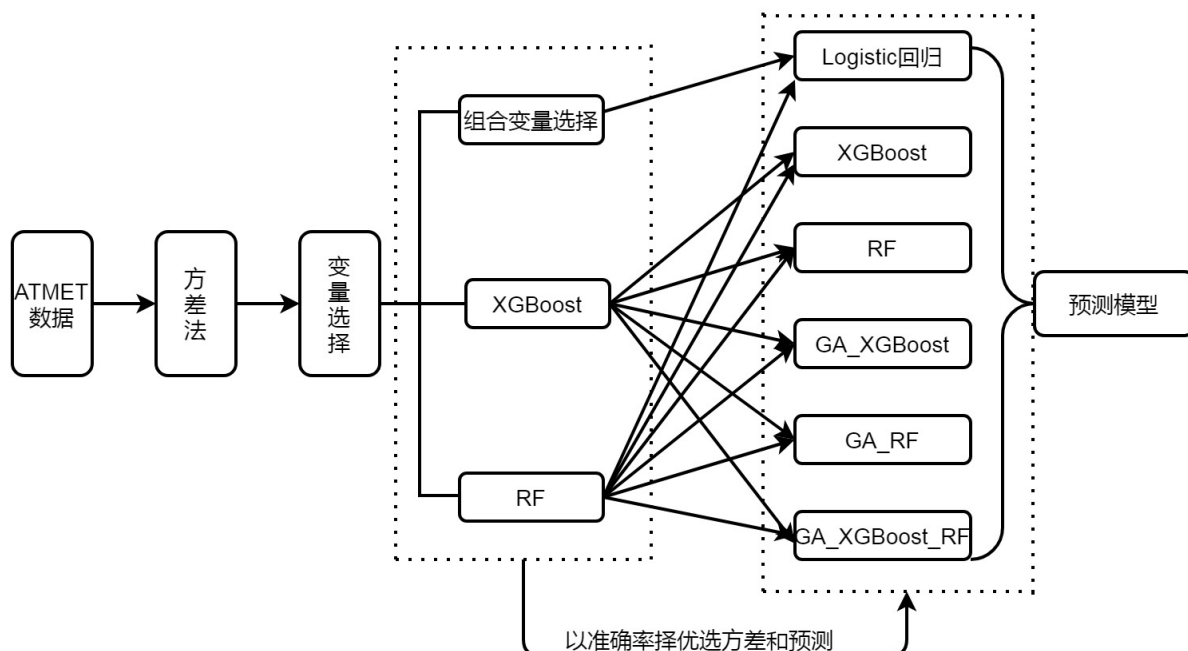 ATMET
数据
方
差
法
变
量
选
择
组合变量选择
XGBoost
RF
Logistic回归
XGBoost
RF
GA_XGBoost
GA_RF
GA_XGBoost_RF
预测模型
以准确率择优选方差和预测